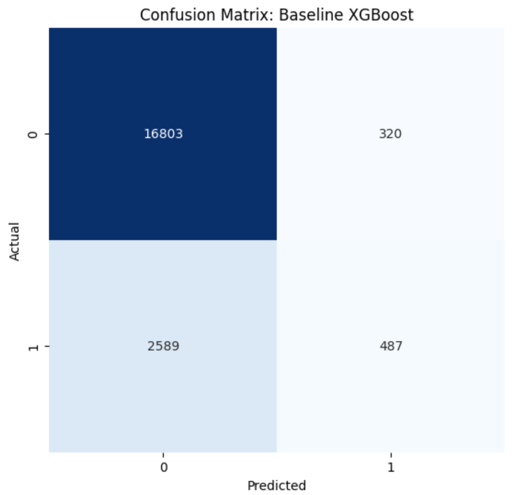 Confusion Matrix: Baseline XGBoost
Actual
0
16803
320
1
2589
487
0
1
Predicted